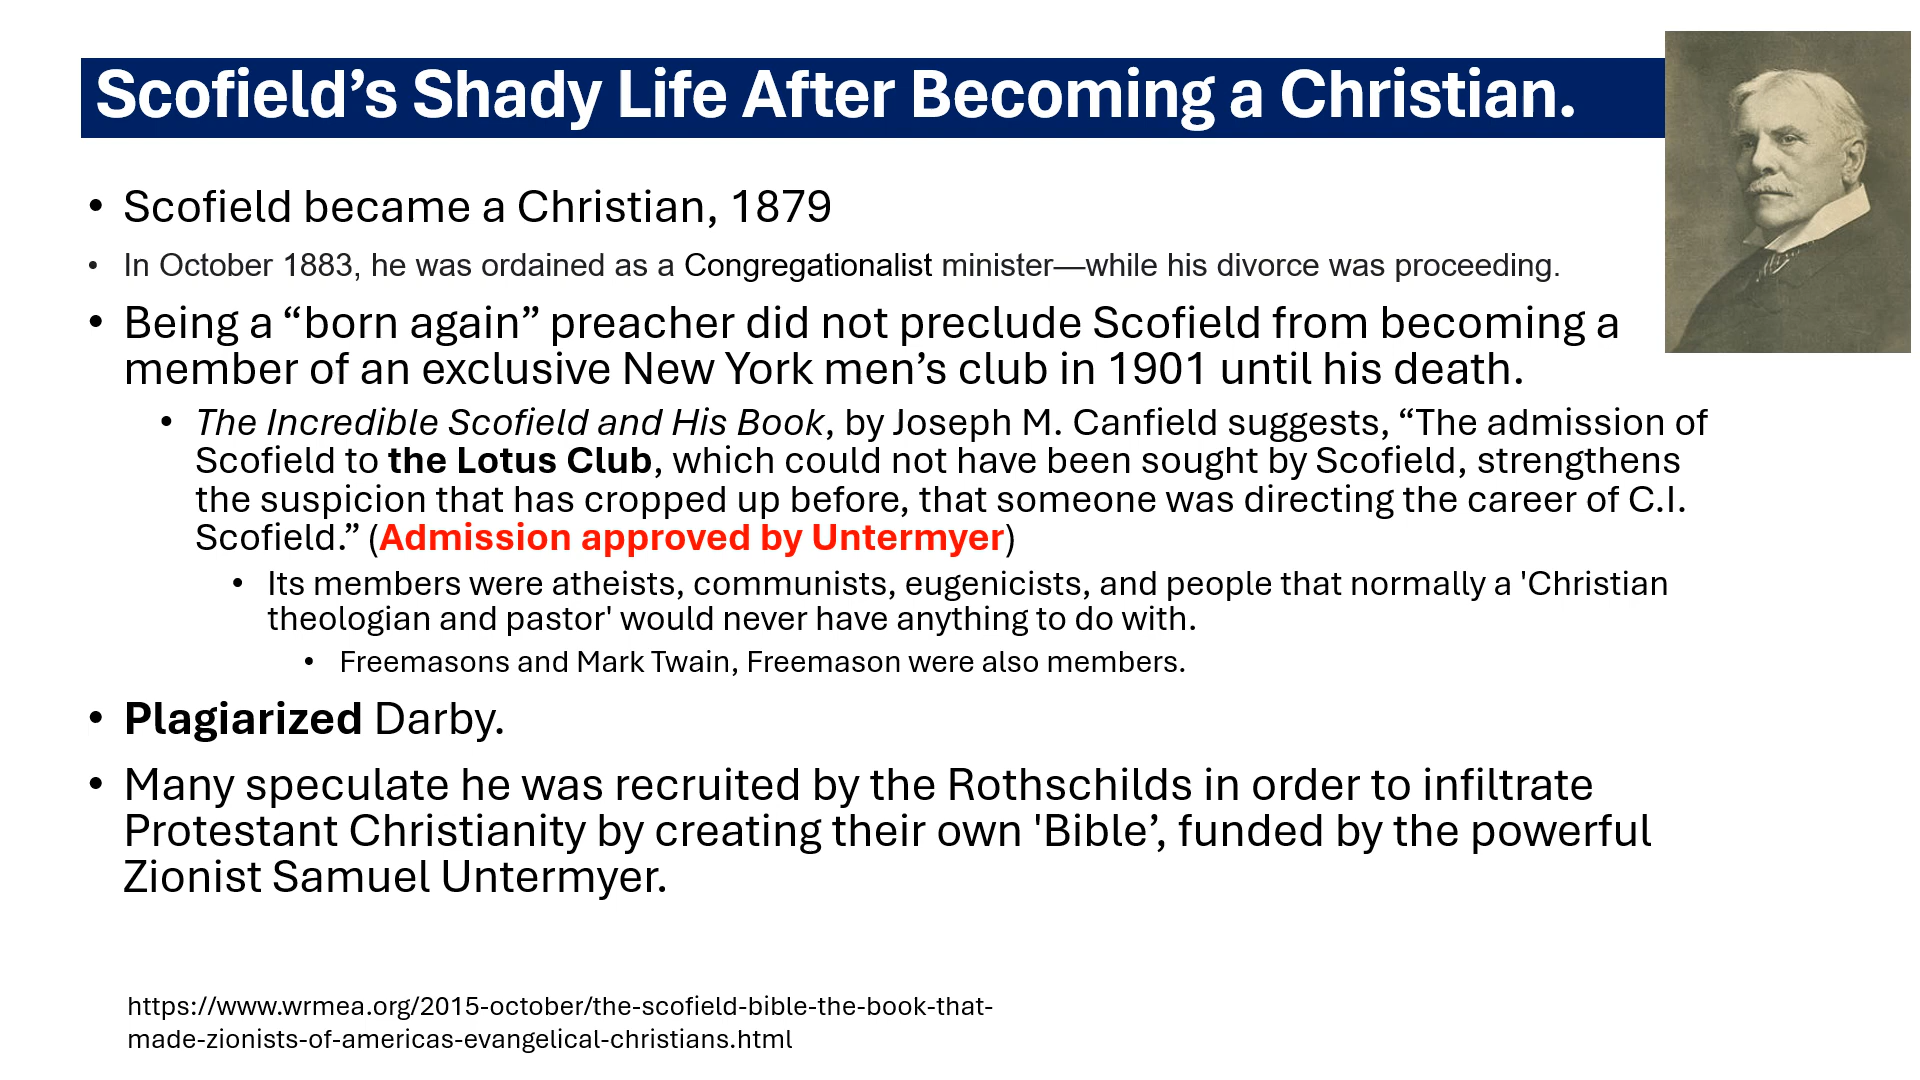 Scofield’s Shady Life After Becoming a Christian.
• Scofield became a Christian, 1879
• In October 1883, he was ordained as a Congregationalist minister—while his divorce was proceeding.
• Being a “born again” preacher did not preclude Scofield from becoming a
member of an exclusive New York men’s club in 1901 until his death.
• The Incredible Scofield and His Book, by Joseph M. Canfield suggests, “The admission of
Scofield to the Lotus Club, which could not have been sought by Scofield, strengthens
the suspicion that has cropped up before, that someone was directing the career of C.I.
Scofield.” (Admission approved by Untermyer)
• Its members were atheists, communists, eugenicists, and people that normally a 'Christian
theologian and pastor' would never have anything to do with.
• Freemasons and Mark Twain, Freemason were also members.
• Plagiarized Darby.
• Many speculate he was recruited by the Rothschilds in order to infiltrate
Protestant Christianity by creating their own 'Bible’, funded by the powerful
Zionist Samuel Untermyer.
https://www.wrmea.org/2015-october/the-scofield-bible-the-book-that-
made-zionists-of-americas-evangelical-christians.html